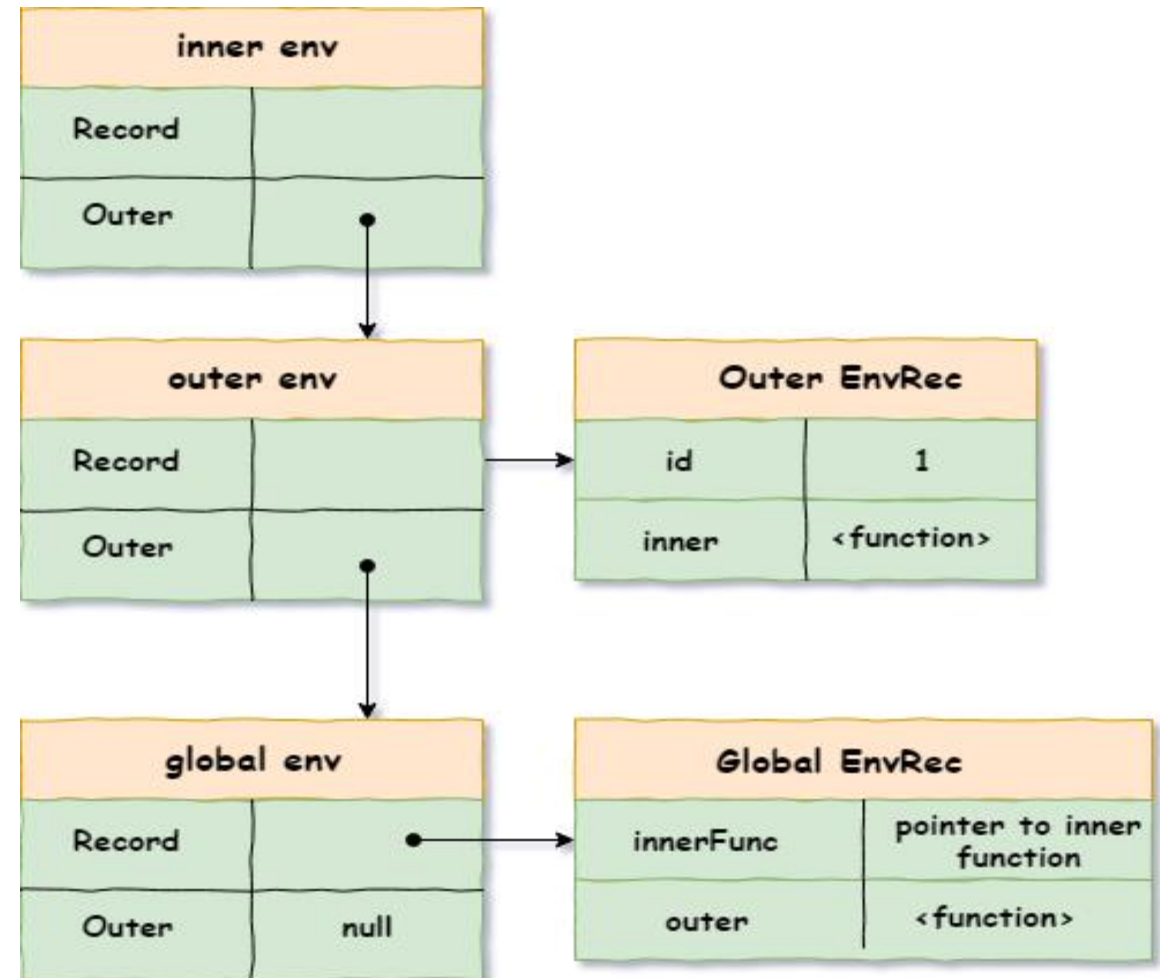 inner env
Record
Outer
outer env
Record
Outer
Outer EnvRec
id 1
inner <function>
global env
Record
Outer null
Global EnvRec
innerFunc pointer to inner
function
outer <function>